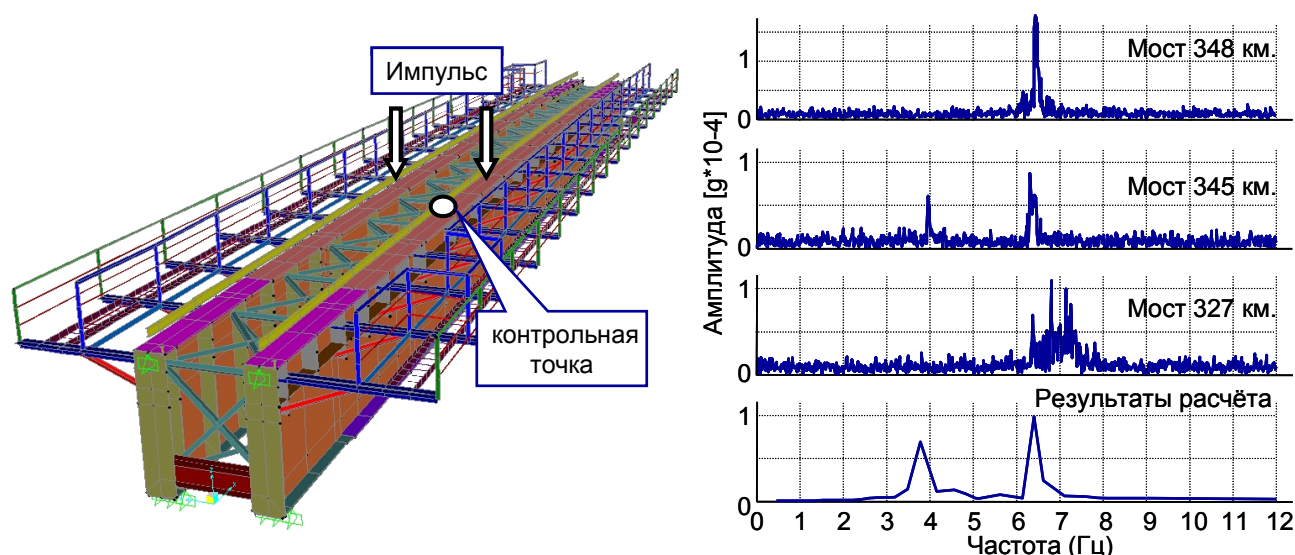 Импульс
контрольная
точка
Амплитуда [g*10-4]
1
0
Мост 348 км.
1
0
Мост 345 км.
1
0
Мост 327 км.
1
0
Результаты расчёта
1
0
0 1 2 3 4 5 6 7 8 9 10 11 12
Частота (Гц)